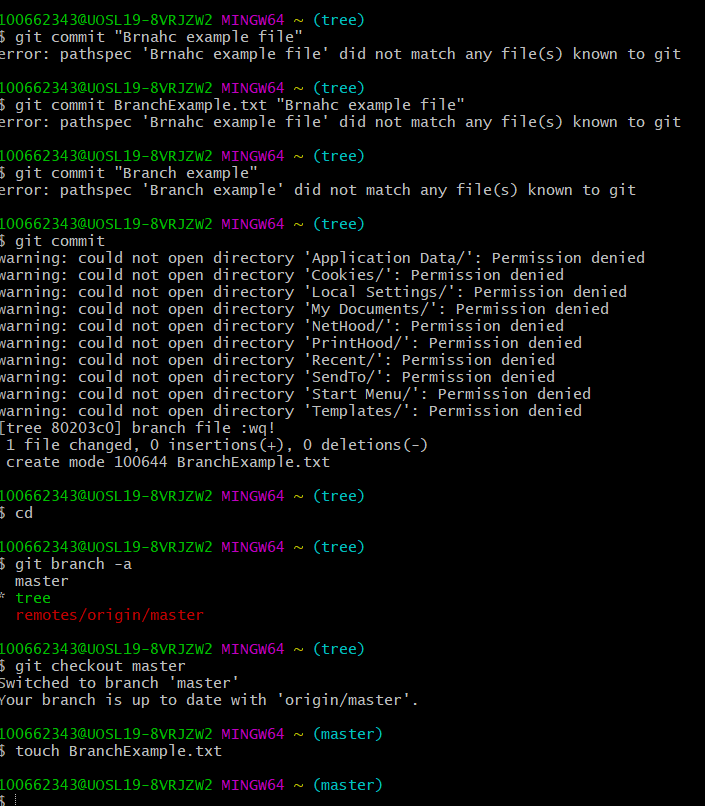 100662343@UOSL19-8VRJZW2 MINGW64 ~ (tree)
$ git commit "Brnahc example file"
error: pathspec 'Brnahc example file' did not match any file(s) known to git
100662343@UOSL19-8VRJZW2 MINGW64 ~ (tree)
$ git commit BranchExample.txt "Brnahc example file"
error: pathspec 'Brnahc example file' did not match any file(s) known to git
100662343@UOSL19-8VRJZW2 MINGW64 ~ (tree)
$ git commit "Branch example"
error: pathspec 'Branch example' did not match any file(s) known to git
100662343@UOSL19-8VRJZW2 MINGW64 ~ (tree)
$ git commit
warning: could not open directory 'Application Data/': Permission denied
warning: could not open directory 'Cookies/': Permission denied
warning: could not open directory 'Local Settings/': Permission denied
warning: could not open directory 'My Documents/': Permission denied
warning: could not open directory 'NetHood/': Permission denied
warning: could not open directory 'PrintHood/': Permission denied
warning: could not open directory 'Recent/': Permission denied
warning: could not open directory 'SendTo/': Permission denied
warning: could not open directory 'Start Menu/': Permission denied
warning: could not open directory 'Templates/': Permission denied
[tree 80203c0] branch file :wq!
1 file changed, 0 insertions(+), 0 deletions(-)
create mode 100644 BranchExample.txt
100662343@UOSL19-8VRJZW2 MINGW64 ~ (tree)
$ cd
100662343@UOSL19-8VRJZW2 MINGW64 ~ (tree)
$ git branch -a
master
* tree
remotes/origin/master
100662343@UOSL19-8VRJZW2 MINGW64 ~ (tree)
$ git checkout master
Switched to branch 'master'
Your branch is up to date with 'origin/master'.
100662343@UOSL19-8VRJZW2 MINGW64 ~ (master)
$ touch BranchExample.txt
100662343@UOSL19-8VRJZW2 MINGW64 ~ (master)
$